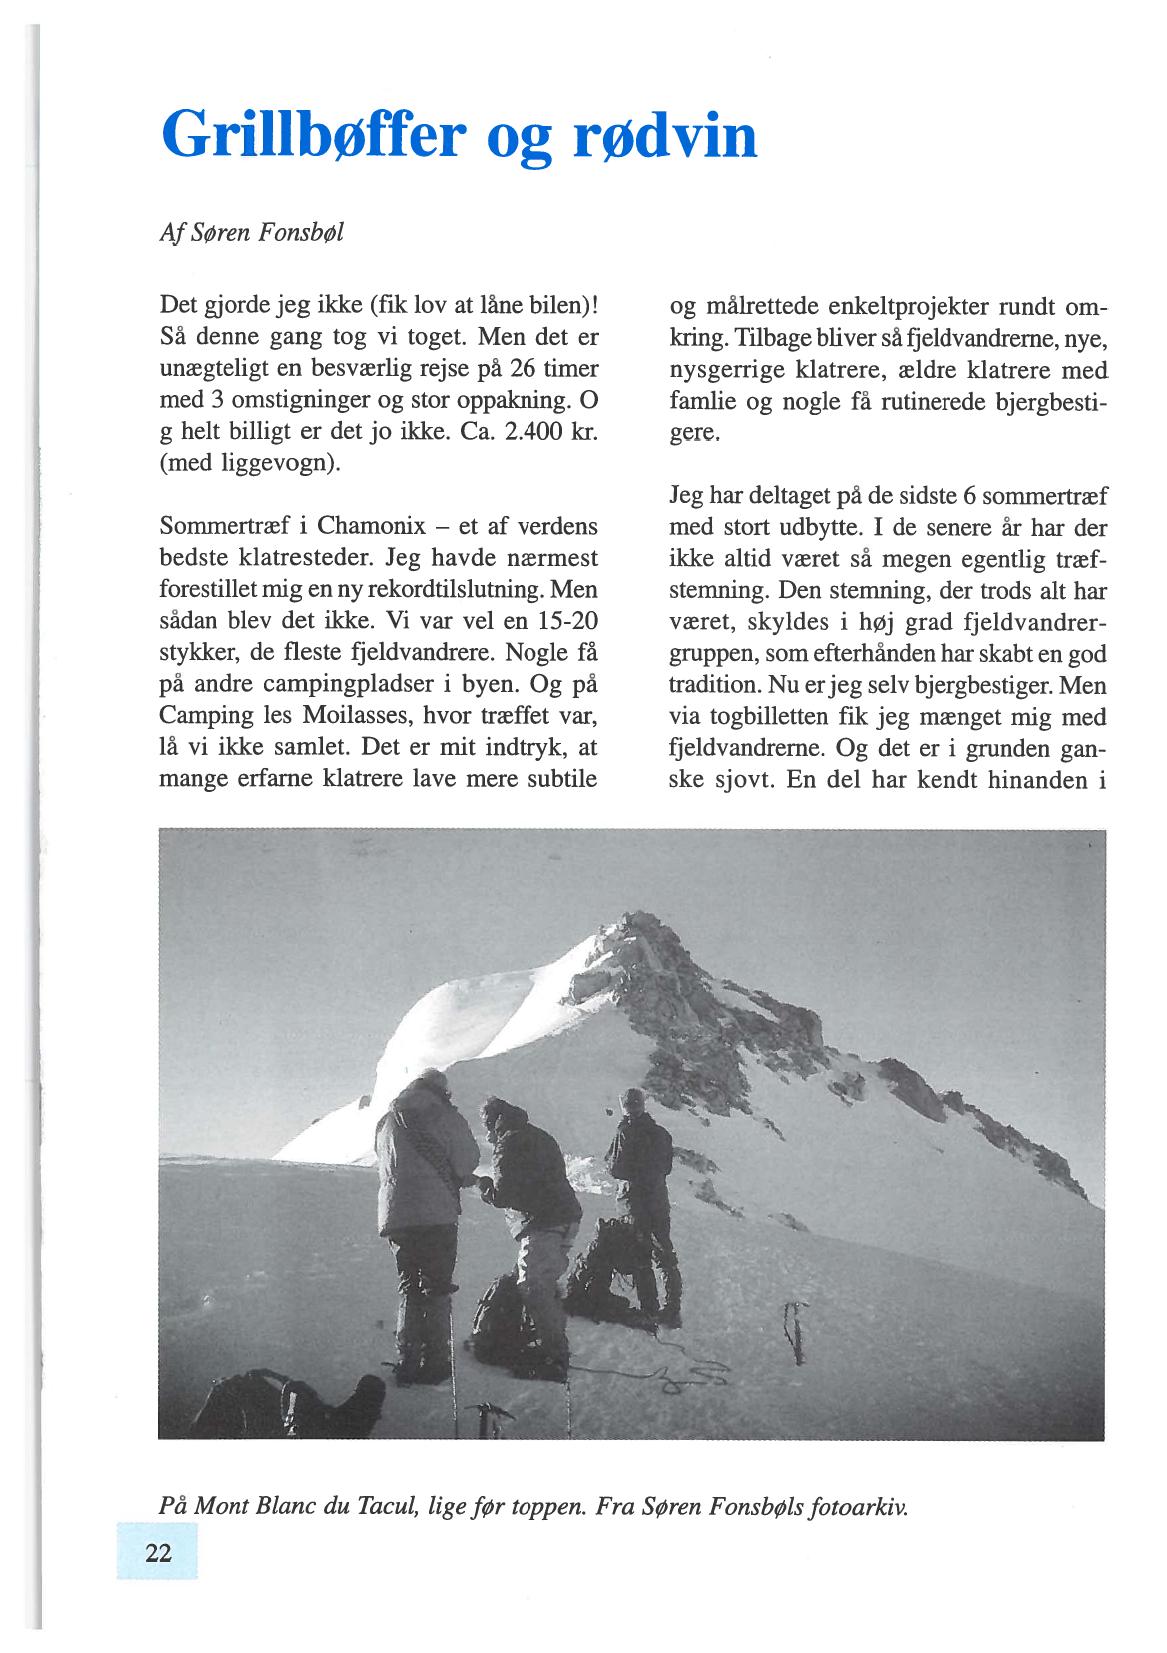 Grillbøffer og rødvin
Af Søren Fonsbøl
Det gjorde jeg ikke (fik lov at låne bilen)!
Så denne gang tog vi toget. Men det er
unægteligt en besværlig rejse på 26 timer
med 3 omstigninger og stor oppakning. O
g helt billigt er det jo ikke. Ca. 2.400 kr.
(med liggevogn).
Sommertræf i Chamonix – et af verdens
bedste klatresteder. Jeg havde nærmest
forestillet mig en ny rekordtilslutning. Men
sådan blev det ikke. Vi var vel en 15-20
stykker, de fleste fjeldvandrere. Nogle få
på andre campingpladser i byen. Og på
Camping les Moilasses, hvor træffet var,
lå vi ikke samlet. Det er mit indtryk, at
mange erfarne klatrere lave mere subtile
og målrettede enkeltprojekter rundt om-
kring. Tilbage bliver så fjeldvandrerne, nye,
nysgerrige klatrere, ældre klatrere med
famlie og nogle få rutinerede bjergbesti-
gere.
Jeg har deltaget på de sidste 6 sommertræf
med stort udbytte. I de senere år har der
ikke altid været så megen egentlig træf-
stemning. Den stemning, der trods alt har
været, skyldes i høj grad fjeldvandrer-
gruppen, som efterhånden har skabt en god
tradition. Nu er jeg selv bjergbestiger. Men
via togbilletten fik jeg mænget mig med
fjeldvandrerne. Og det er i grunden gan-
ske sjovt. En del har kendt hinanden i
På Mont Blanc du Tacul, lige før toppen. Fra Søren Fonsbøls fotoarkiv.
22